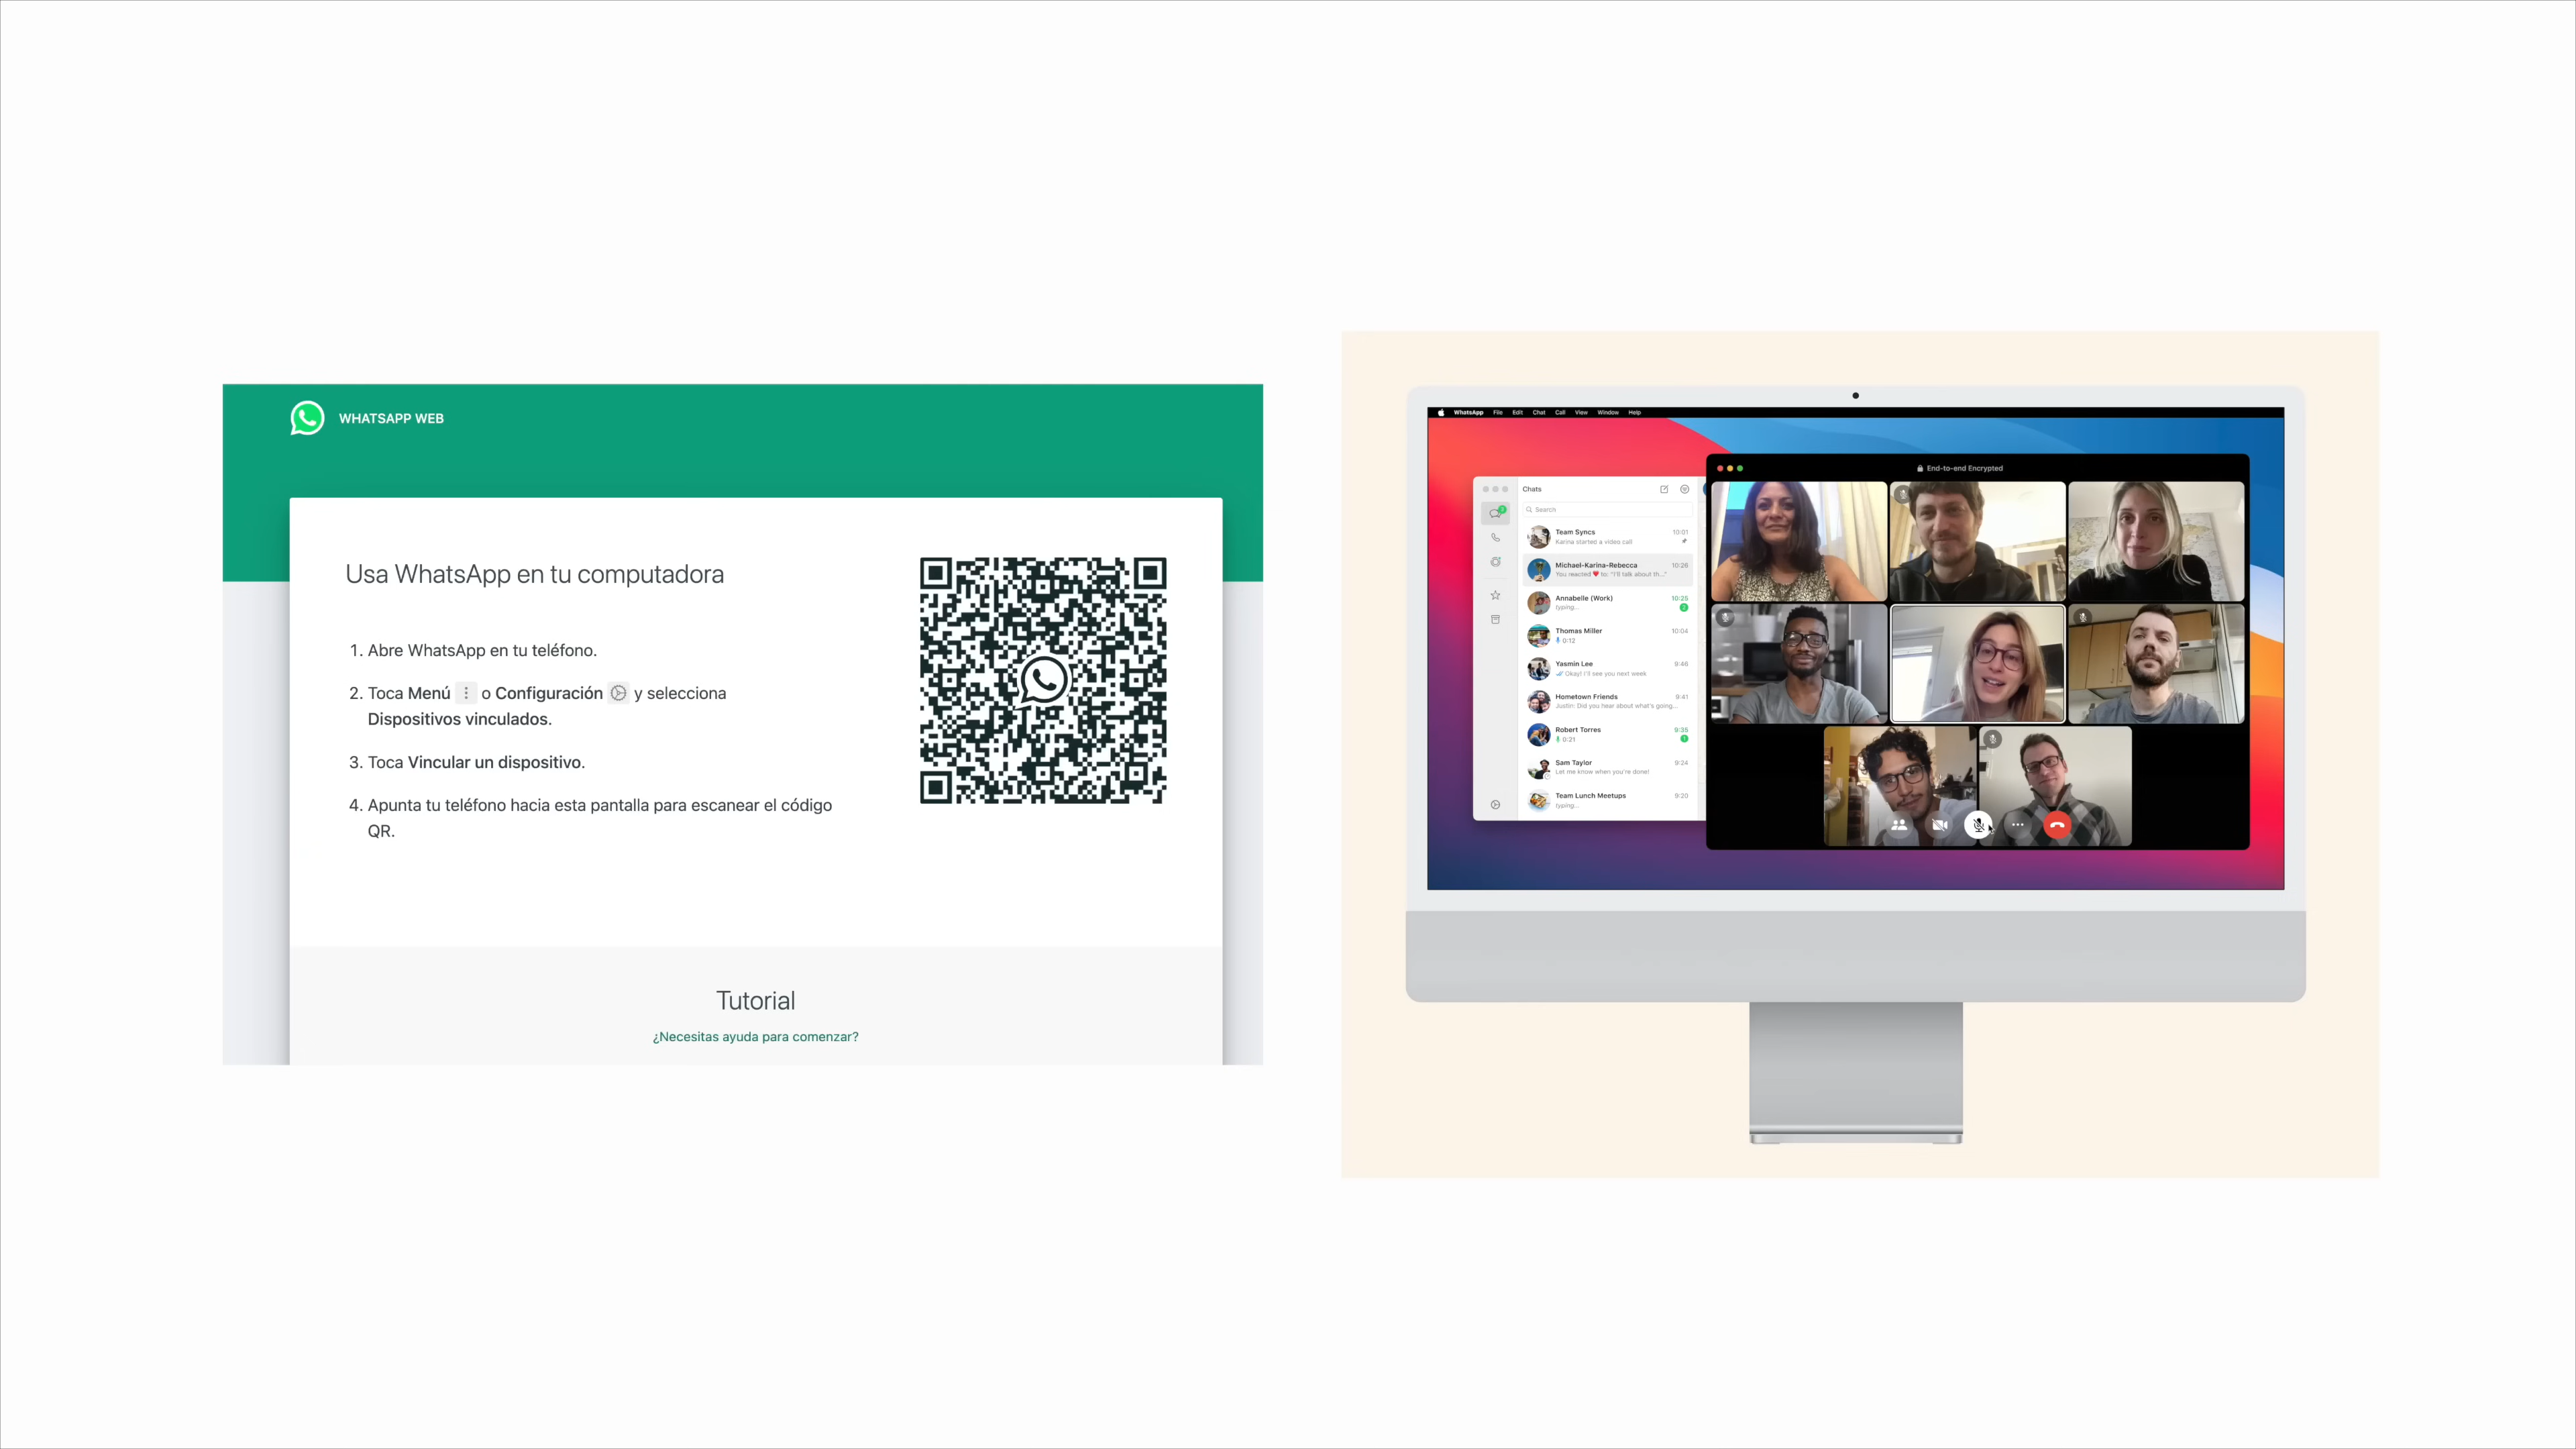 WHATSAPP WEB
Usa WhatsApp en tu computadora
1. Abre WhatsApp en tu teléfono.
2. Toca Menú o Configuración y selecciona
Dispositivos vinculados.
3. Toca Vincular un dispositivo.
4. Apunta tu teléfono hacia esta pantalla para escanear el código
QR.
Tutorial
¿Necesitas ayuda para comenzar?
WhatsApp File Edit Chat Call View Window Help
End-to-end Encrypted
Chats
Search
Team Syncs 10:01
Karina started a video call
Michael-Karina-Rebecca 10:26
You reacted ❤ to: "I'll talk about th..."
Annabelle (Work) 10:25
typing... 2
Thomas Miller 10:04
0:12
Yasmin Lee 9:46
Okay! I'll see you next week
Hometown Friends 9:41
Justin: Did you hear about what's going...
Robert Torres 9:35
0:21 1
Sam Taylor 9:24
Let me know when you're done!
Team Lunch Meetups 9:20
typing...